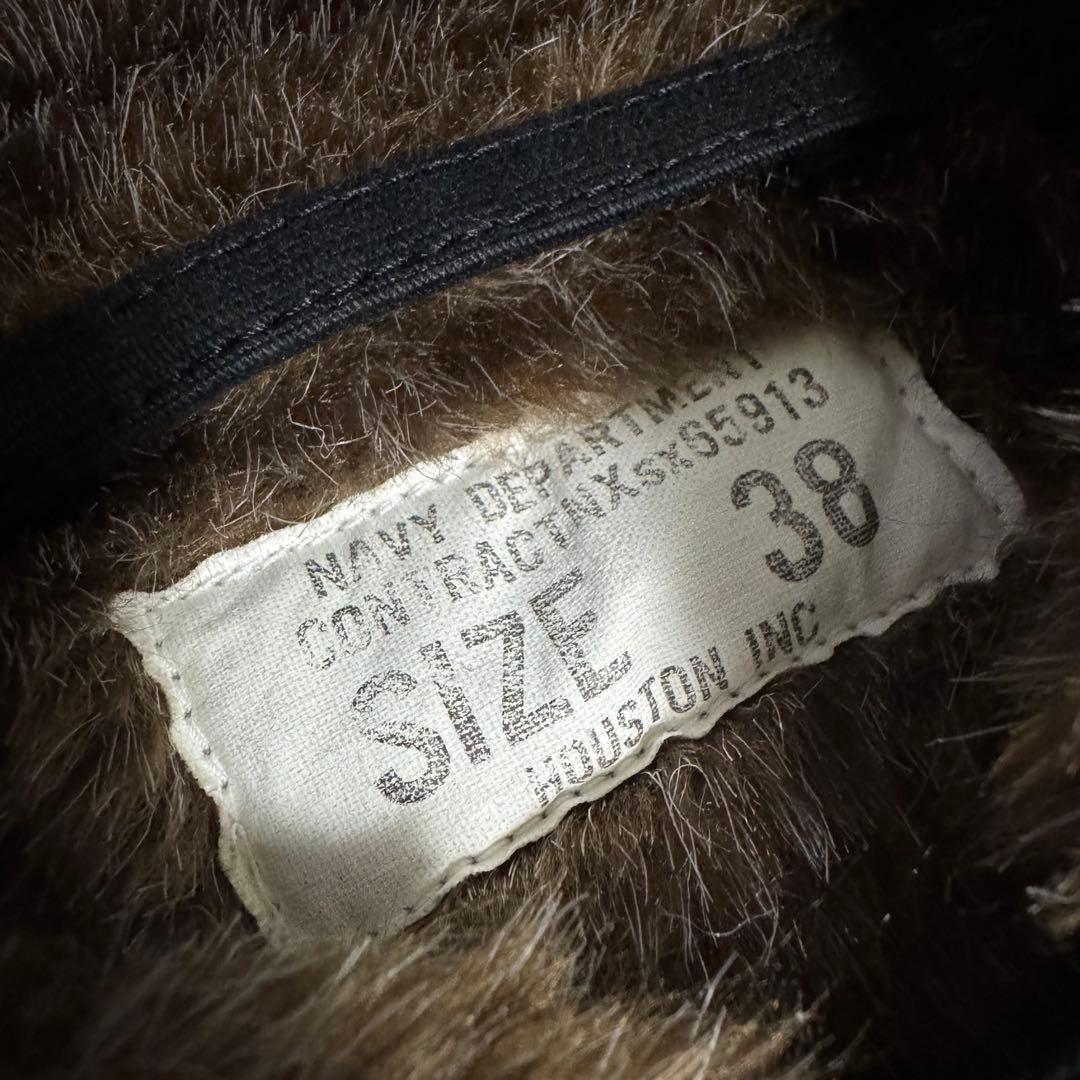 NAVY DEPARTMENT
CONTRACTNXsx65913
SIZE 38
HOUSTON INC